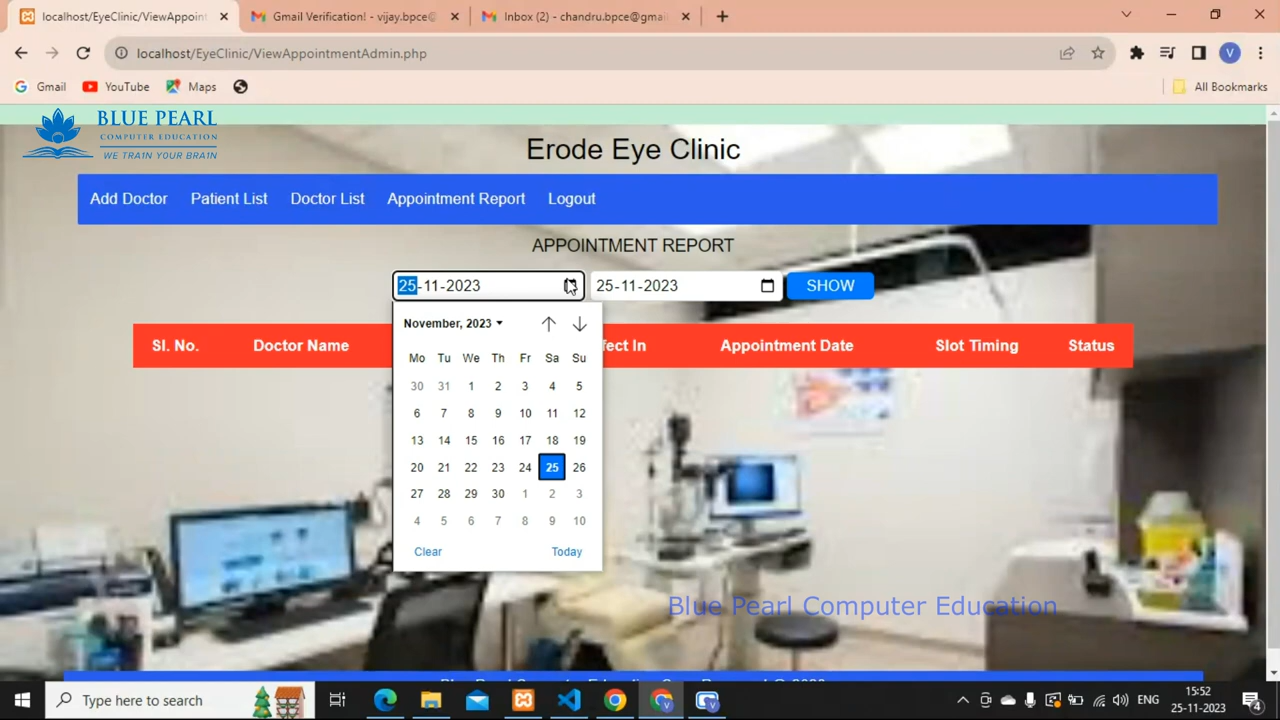 localhost/EyeClinic/ViewAppoint
Gmail Verification! - vijay.bpce@
Inbox (2) - chandru.bpce@gmai
localhost/EyeClinic/ViewAppointmentAdmin.php
V
Gmail
YouTube
Maps
All Bookmarks
BLUE PEARL
COMPUTER EDUCATION
WE TRAIN YOUR BRAIN
Erode Eye Clinic
Add Doctor
Patient List
Doctor List
Appointment Report
Logout
APPOINTMENT REPORT
25-11-2023
25-11-2023
SHOW
Sl. No.
Doctor Name
fect In
Appointment Date
Slot Timing
Status
November, 2023
Mo Tu We Th Fr Sa Su
30 31 1 2 3 4 5
6 7 8 9 10 11 12
13 14 15 16 17 18 19
20 21 22 23 24 25 26
27 28 29 30 1 2 3
4 5 6 7 8 9 10
Clear
Today
Blue Pearl Computer Education
Type here to search
ENG
15:52
25-11-2023
4